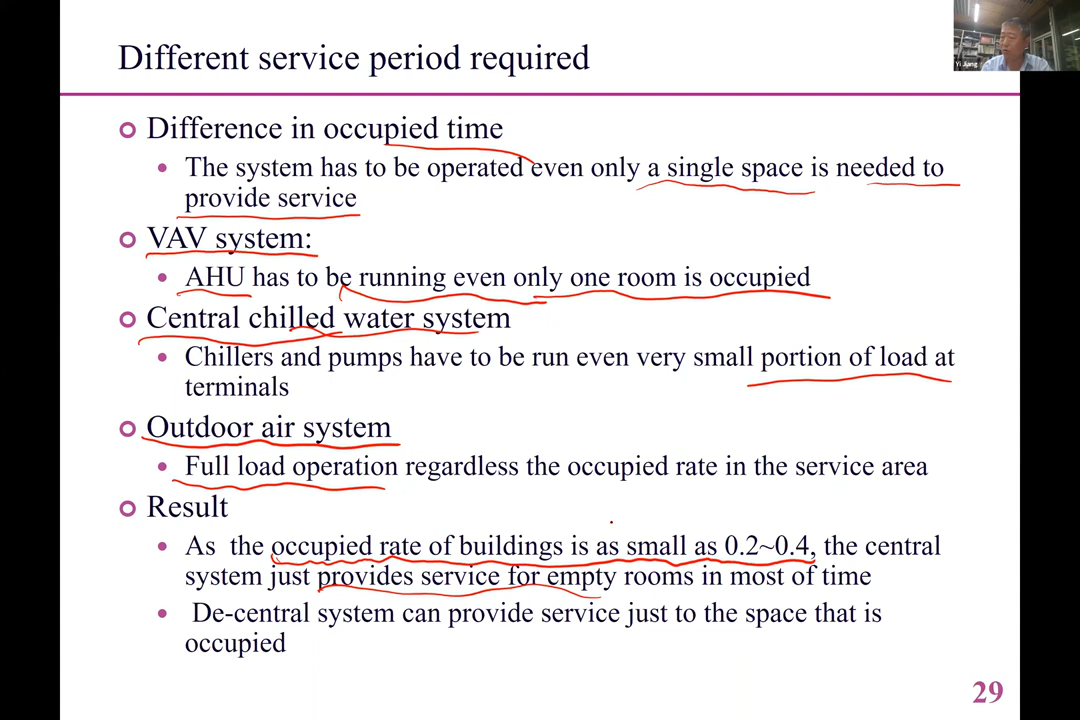 Different service period required
Yi Jiang
Difference in occupied time
The system has to be operated even only a single space is needed to
provide service
VAV system:
AHU has to be running even only one room is occupied
Central chilled water system
Chillers and pumps have to be run even very small portion of load at
terminals
Outdoor air system
Full load operation regardless the occupied rate in the service area
Result
As the occupied rate of buildings is as small as 0.2~0.4, the central
system just provides service for empty rooms in most of time
De-central system can provide service just to the space that is
occupied
29